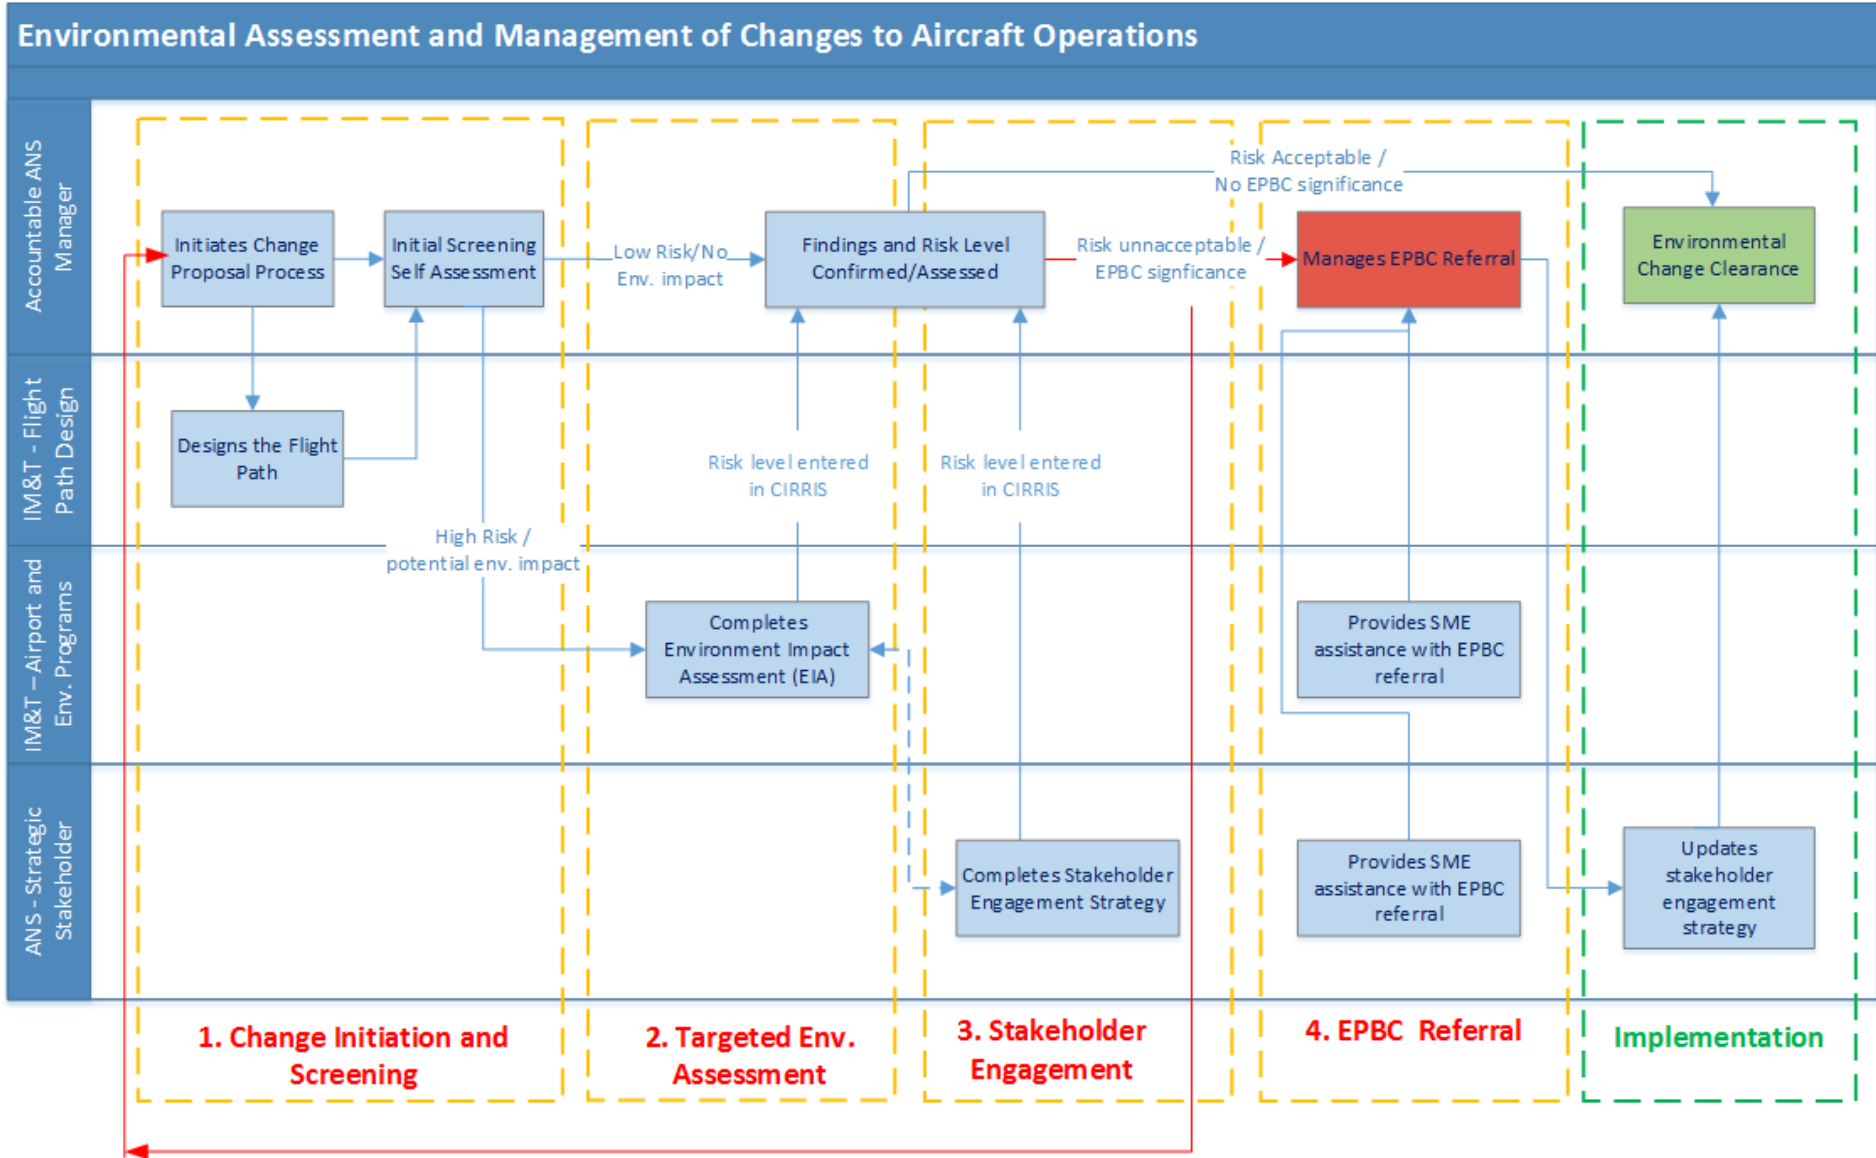 Environmental Assessment and Management of Changes to Aircraft Operations
Accountable ANS
Manager
Initiates Change
Proposal Process
Initial Screening
Self Assessment
Low Risk/No
Env. impact
Findings and Risk Level
Confirmed/Assessed
Risk Acceptable /
No EPBC significance
Risk unnacceptable /
EPBC signficance
Manages EPBC Referral
Environmental
Change Clearance
IM&T - Flight
Path Design
Designs the Flight
Path
Risk level entered
in CIRRIS
Risk level entered
in CIRRIS
High Risk /
potential env. impact
IM&T – Airport and
Env. Programs
Completes
Environment Impact
Assessment (EIA)
Provides SME
assistance with EPBC
referral
ANS - Strategic
Stakeholder
Completes Stakeholder
Engagement Strategy
Provides SME
assistance with EPBC
referral
Updates
stakeholder
engagement
strategy
1. Change Initiation and
Screening
2. Targeted Env.
Assessment
3. Stakeholder
Engagement
4. EPBC Referral
Implementation